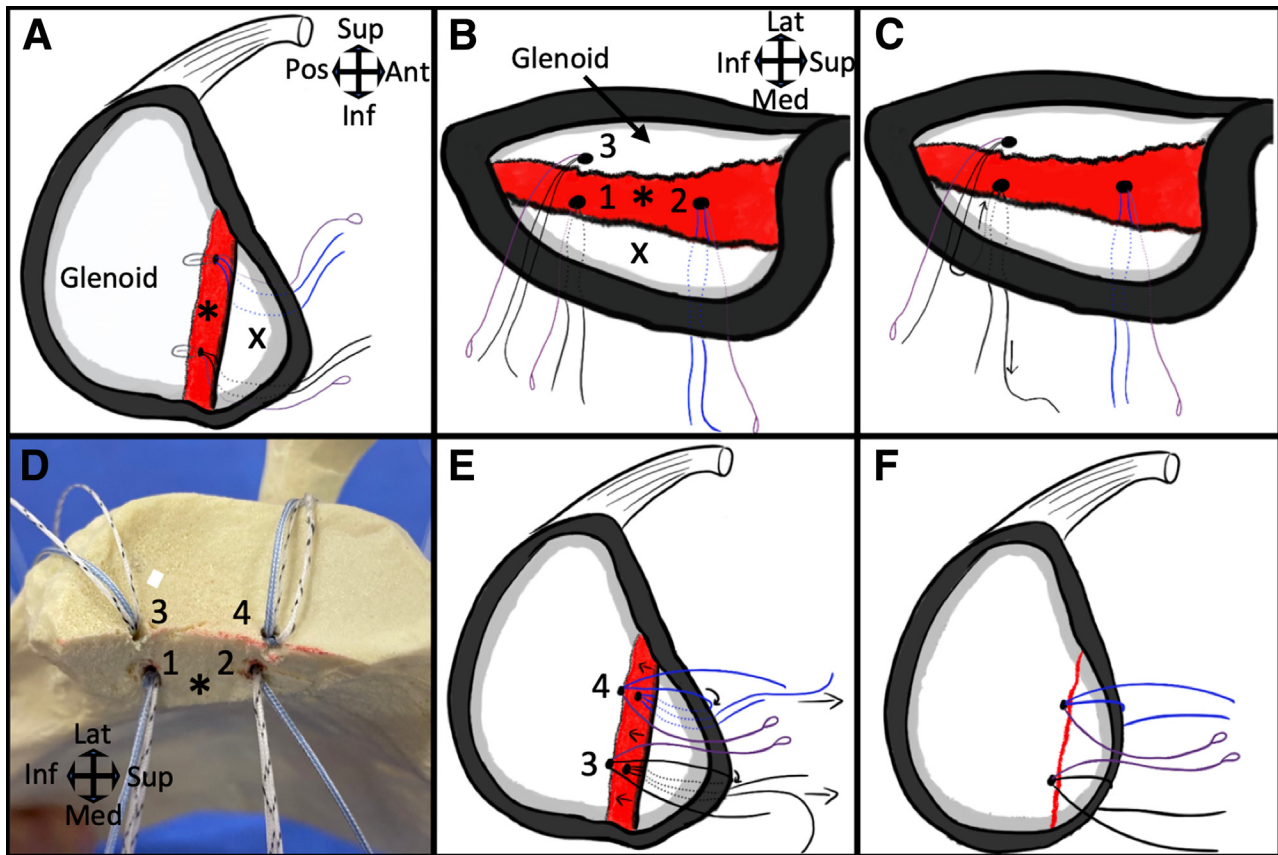 A
Sup
Pos Ant
Inf
Glenoid
*
X
B
Lat
Inf Sup
Med
Glenoid
3
1 * 2
X
C
D
3 4
1 * 2
Lat
Inf Sup
Med
E
4
3
F